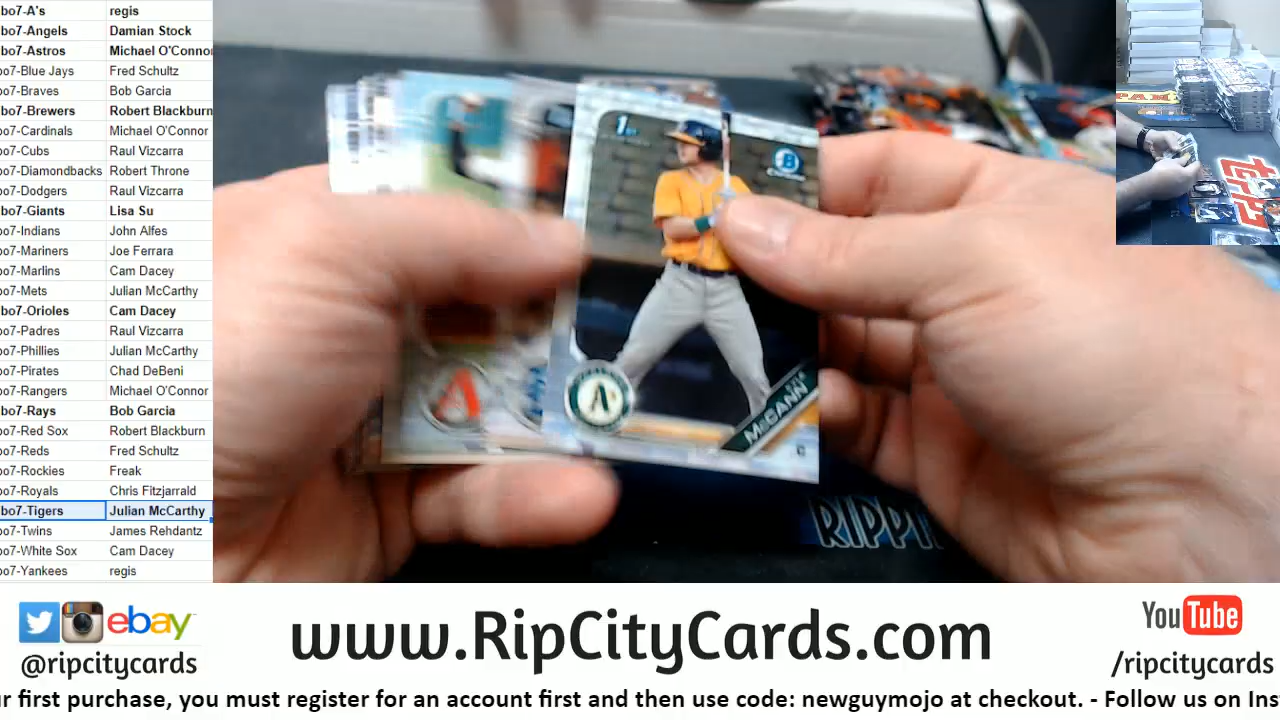 bo7-A's regis
bo7-Angels Damian Stock
bo7-Astros Michael O'Connor
bo7-Blue Jays Fred Schultz
bo7-Braves Bob Garcia
bo7-Brewers Robert Blackburn
bo7-Cardinals Michael O'Connor
bo7-Cubs Raul Vizcarra
bo7-Diamondbacks Robert Throne
bo7-Dodgers Raul Vizcarra
bo7-Giants Lisa Su
bo7-Indians John Alfes
bo7-Mariners Joe Ferrara
bo7-Marlins Cam Dacey
bo7-Mets Julian McCarthy
bo7-Orioles Cam Dacey
bo7-Padres Raul Vizcarra
bo7-Phillies Julian McCarthy
bo7-Pirates Chad DeBeni
bo7-Rangers Michael O'Connor
bo7-Rays Bob Garcia
bo7-Red Sox Robert Blackburn
bo7-Reds Fred Schultz
bo7-Rockies Freak
bo7-Royals Chris Fitzjarrald
bo7-Tigers Julian McCarthy
bo7-Twins James Rehdantz
bo7-White Sox Cam Dacey
bo7-Yankees regis
1st
B
A's
McCANN
RIPPI
ebay
@ripcitycards
www.RipCityCards.com
YouTube
/ripcitycards
r first purchase, you must register for an account first and then use code: newguymojo at checkout. - Follow us on Ins